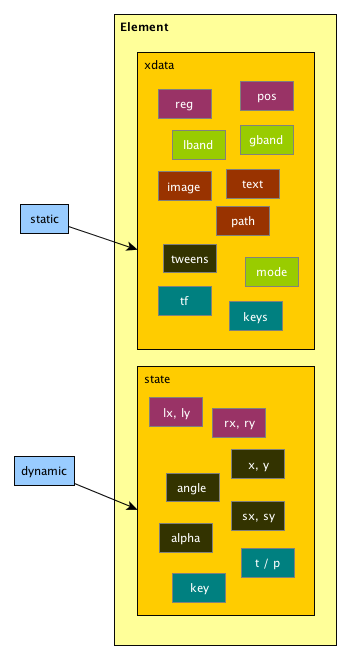 Element
xdata
reg
pos
lband
gband
image
text
path
static
tweens
mode
tf
keys
state
lx, ly
rx, ry
x, y
dynamic
angle
sx, sy
alpha
t / p
key